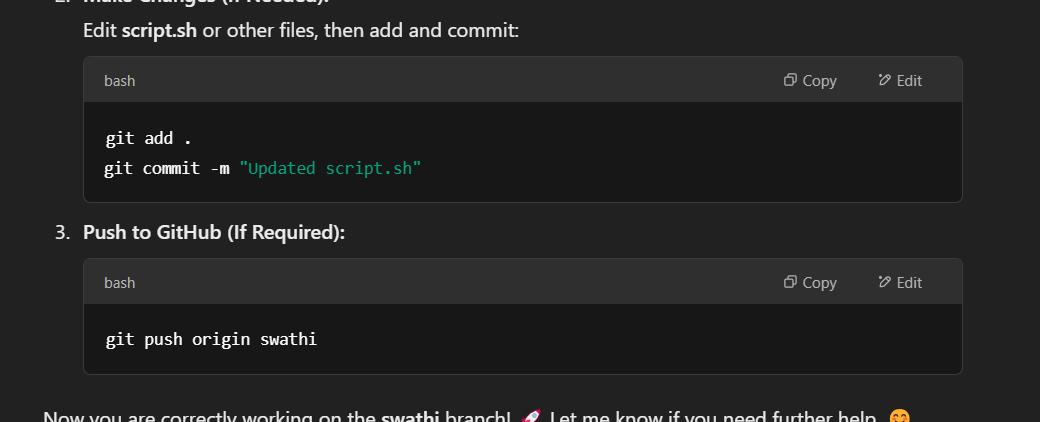 2. Make Changes (If Needed):
Edit script.sh or other files, then add and commit:
bash Copy Edit
git add .
git commit -m "Updated script.sh"
3. Push to GitHub (If Required):
bash Copy Edit
git push origin swathi
Now you are correctly working on the swathi branch! 🚀 Let me know if you need further help. 😊